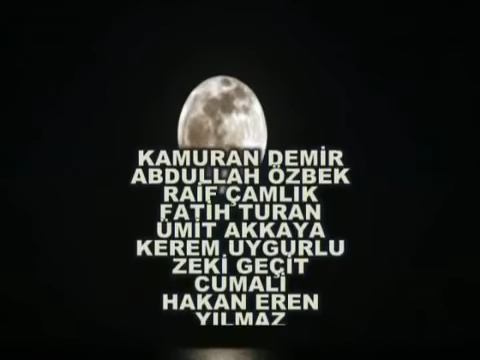 KAMURAN DEMİR
ABDULLAH ÖZBEK
RAİF ÇAMLIK
FATİH TURAN
ÜMİT AKKAYA
KEREM UYGURLU
ZEKİ GEÇİT
CUMALİ
HAKAN EREN
YILMAZ